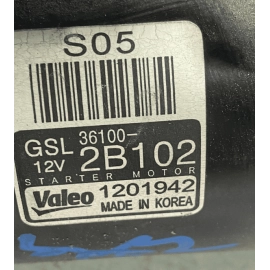 S05
GSL 36100-
12V 2B102
STARTER MOTOR
Valeo 1201942
MADE IN KOREA